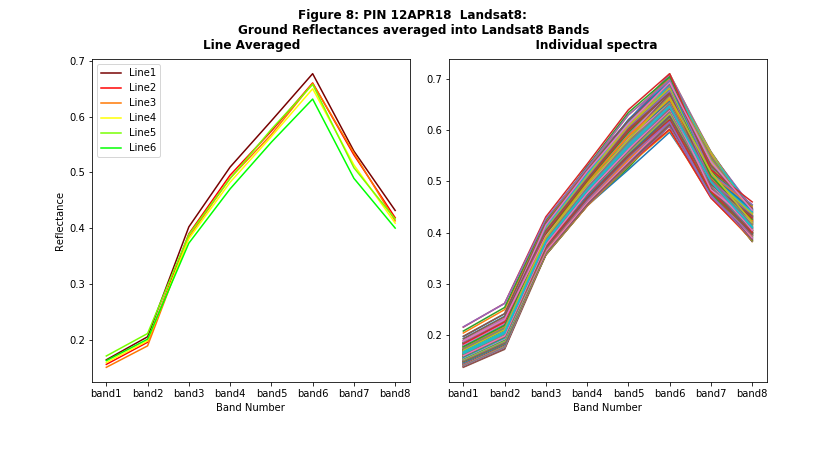 Figure 8: PIN 12APR18 Landsat8:
Ground Reflectances averaged into Landsat8 Bands
Line Averaged
Individual spectra
Line1
Line2
Line3
Line4
Line5
Line6
0.7
0.6
0.5
0.4
0.3
0.2
Reflectance
band1 band2 band3 band4 band5 band6 band7 band8
Band Number
0.7
0.6
0.5
0.4
0.3
0.2
band1 band2 band3 band4 band5 band6 band7 band8
Band Number